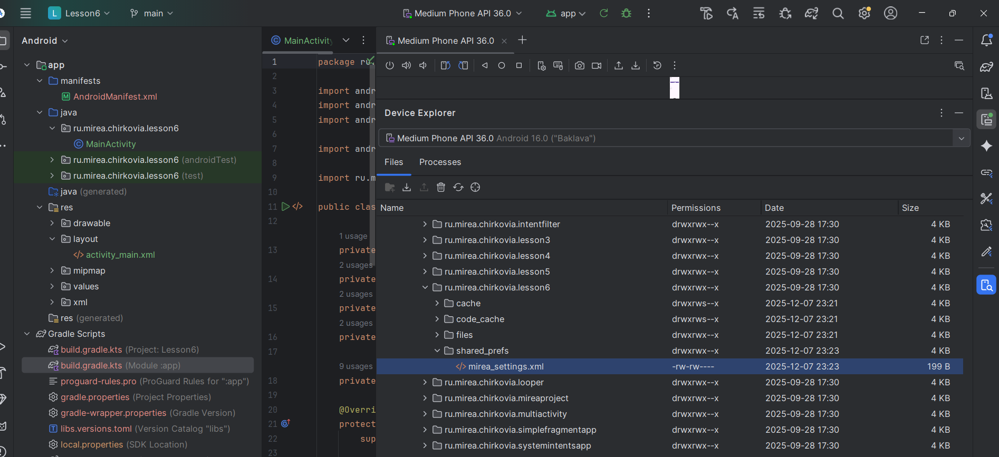 L Lesson6 main Medium Phone API 36.0 app
Android
app
manifests
M AndroidManifest.xml
java
ru.mirea.chirkovia.lesson6
C MainActivity
ru.mirea.chirkovia.lesson6 (androidTest)
ru.mirea.chirkovia.lesson6 (test)
java (generated)
res
drawable
layout
</> activity_main.xml
mipmap
values
xml
res (generated)
Gradle Scripts
build.gradle.kts (Project: Lesson6)
build.gradle.kts (Module :app)
proguard-rules.pro (ProGuard Rules for ":app")
gradle.properties (Project Properties)
gradle-wrapper.properties (Gradle Version)
T libs.versions.toml (Version Catalog "libs")
local.properties (SDK Location)
C MainActivity
1 package ru.
2
3 import andr
4 import andr
5 import andr
6
7 import andr
8
9 import ru.m
10
11 </> public clas
12
1 usage
13 private
2 usages
14 private
2 usages
15 private
2 usages
16 private
17
9 usages
18 private
19
20 @Overri
21 protect
22 sup
23
Medium Phone API 36.0
Device Explorer
Medium Phone API 36.0 Android 16.0 ("Baklava")
Files Processes
Name Permissions Date Size
ru.mirea.chirkovia.intentfilter drwxrwx--x 2025-09-28 17:30 4 KB
ru.mirea.chirkovia.lesson3 drwxrwx--x 2025-09-28 17:30 4 KB
ru.mirea.chirkovia.lesson4 drwxrwx--x 2025-09-28 17:30 4 KB
ru.mirea.chirkovia.lesson5 drwxrwx--x 2025-09-28 17:30 4 KB
ru.mirea.chirkovia.lesson6 drwxrwx--x 2025-09-28 17:30 4 KB
cache drwxrws--x 2025-12-07 23:21 4 KB
code_cache drwxrws--x 2025-12-07 23:21 4 KB
files drwxrwx--x 2025-12-07 23:21 4 KB
shared_prefs drwxrwx--x 2025-12-07 23:23 4 KB
</> mirea_settings.xml -rw-rw---- 2025-12-07 23:23 199 B
ru.mirea.chirkovia.looper drwxrwx--x 2025-09-28 17:30 4 KB
ru.mirea.chirkovia.mireaproject drwxrwx--x 2025-09-28 17:30 4 KB
ru.mirea.chirkovia.multiactivity drwxrwx--x 2025-09-28 17:30 4 KB
ru.mirea.chirkovia.simplefragmentapp drwxrwx--x 2025-09-28 17:30 4 KB
ru.mirea.chirkovia.systemintentsapp drwxrwx--x 2025-09-28 17:30 4 KB